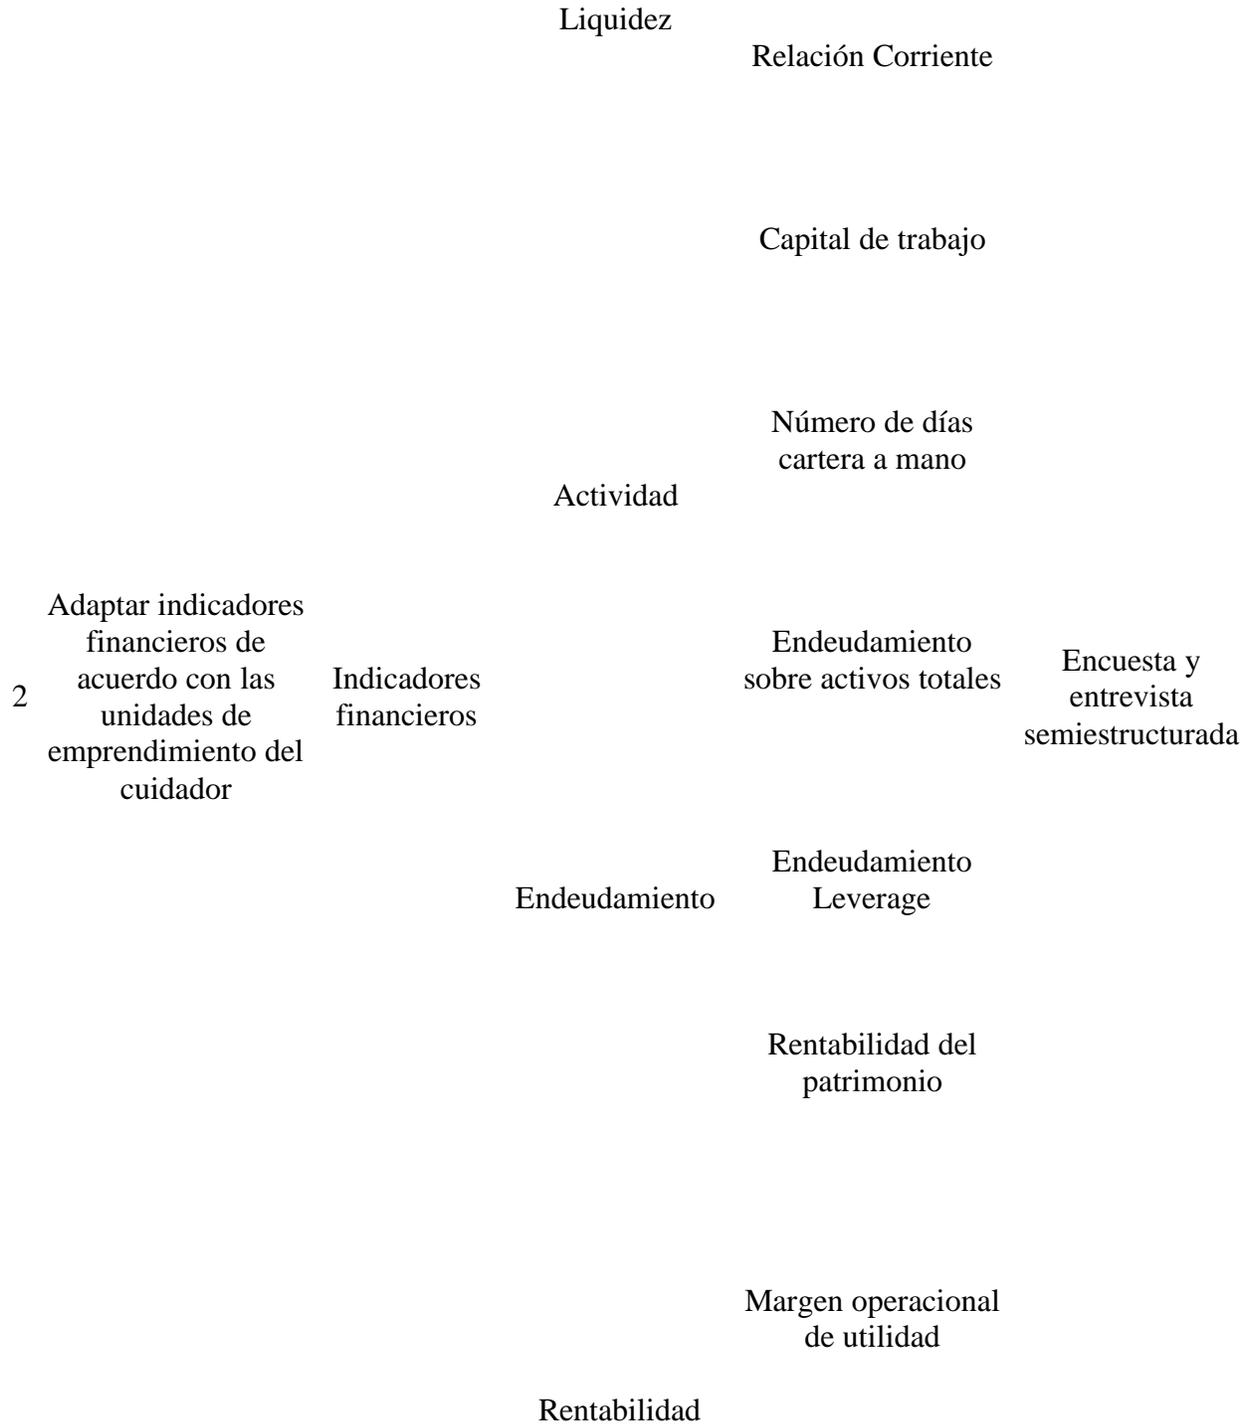 Liquidez
Relación Corriente
Capital de trabajo
Número de días
cartera a mano
Actividad
2
Adaptar indicadores
financieros de
acuerdo con las
unidades de
emprendimiento del
cuidador
Indicadores
financieros
Endeudamiento
sobre activos totales
Encuesta y
entrevista
semiestructurada
Endeudamiento
Endeudamiento
Leverage
Rentabilidad del
patrimonio
Margen operacional
de utilidad
Rentabilidad